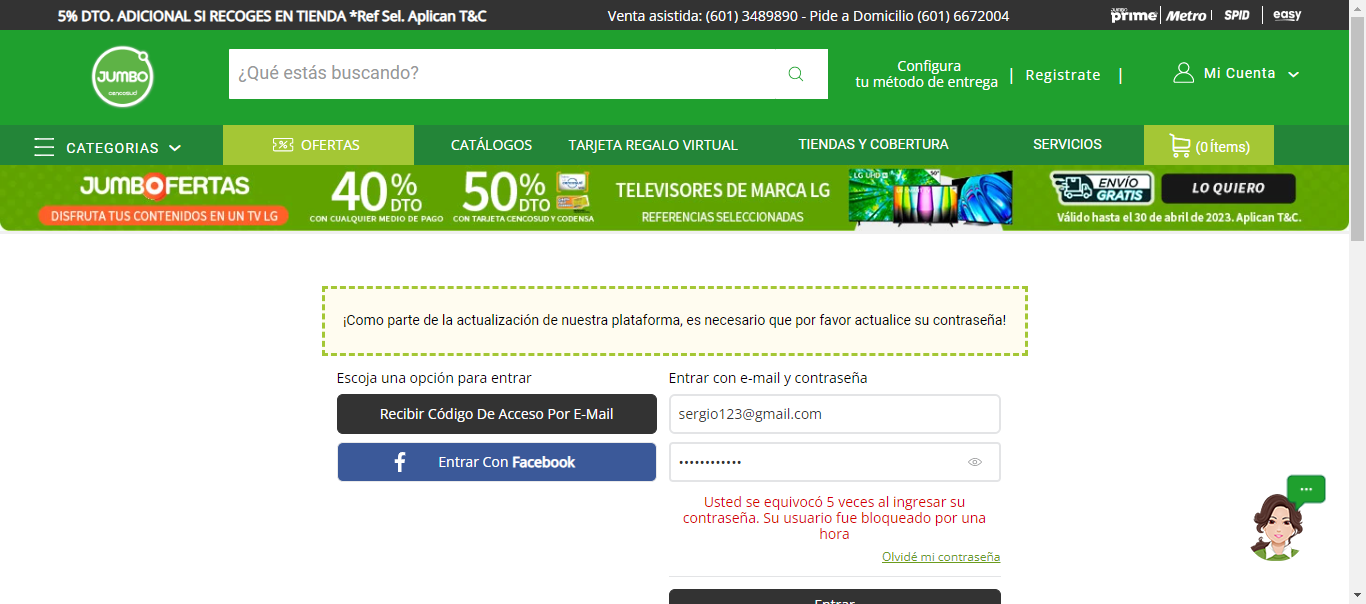 5% DTO. ADICIONAL SI RECOGES EN TIENDA *Ref Sel. Aplican T&C
Venta asistida: (601) 3489890 - Pide a Domicilio (601) 6672004
JUMBO prime | Metro | SPID | easy
JUMBO
cencosud
¿Qué estás buscando?
Configura
tu método de entrega
| Registrate |
Mi Cuenta
CATEGORIAS
OFERTAS
CATÁLOGOS
TARJETA REGALO VIRTUAL
TIENDAS Y COBERTURA
SERVICIOS
(0 Ítems)
JUMBOFERTAS
DISFRUTA TUS CONTENIDOS EN UN TV LG
40% DTO
CON CUALQUIER MEDIO DE PAGO
50% DTO
CON TARJETA CENCOSUD Y CODENSA
TELEVISORES DE MARCA LG
REFERENCIAS SELECCIONADAS
LG UHD
50"
ENVÍO
GRATIS
LO QUIERO
Válido hasta el 30 de abril de 2023. Aplican T&C.
¡Como parte de la actualización de nuestra plataforma, es necesario que por favor actualice su contraseña!
Escoja una opción para entrar
Recibir Código De Acceso Por E-Mail
Entrar Con Facebook
Entrar con e-mail y contraseña
sergio123@gmail.com
••••••••••••
Usted se equivocó 5 veces al ingresar su
contraseña. Su usuario fue bloqueado por una
hora
Olvidé mi contraseña
Entrar